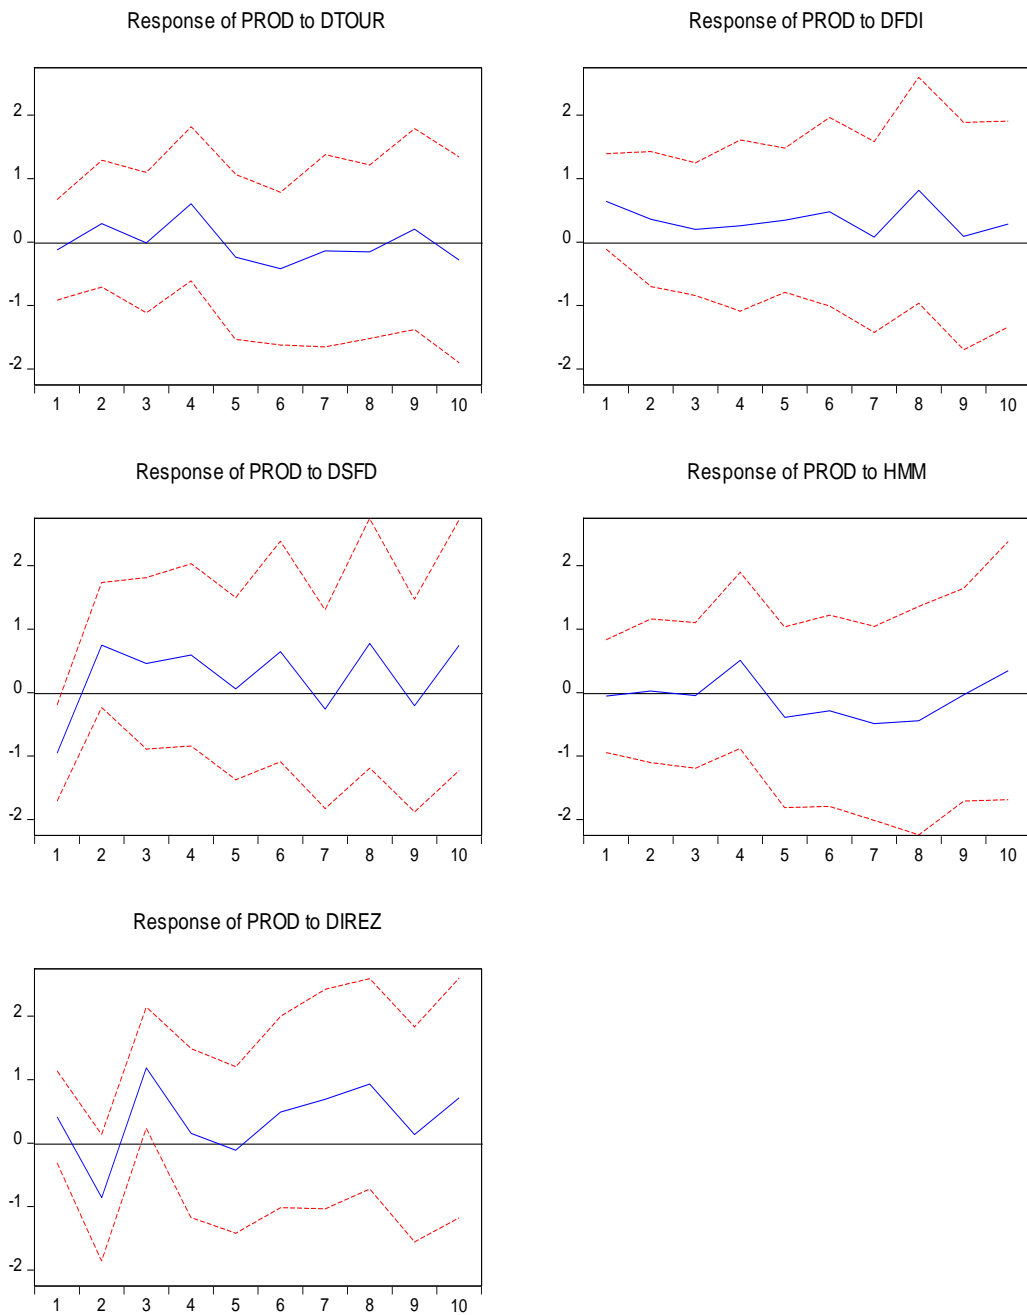 Response of PROD to DTOUR
2
1
0
-1
-2
1 2 3 4 5 6 7 8 9 10
Response of PROD to DFDI
2
1
0
-1
-2
1 2 3 4 5 6 7 8 9 10
Response of PROD to DSFD
2
1
0
-1
-2
1 2 3 4 5 6 7 8 9 10
Response of PROD to HMM
2
1
0
-1
-2
1 2 3 4 5 6 7 8 9 10
Response of PROD to DIREZ
2
1
0
-1
-2
1 2 3 4 5 6 7 8 9 10